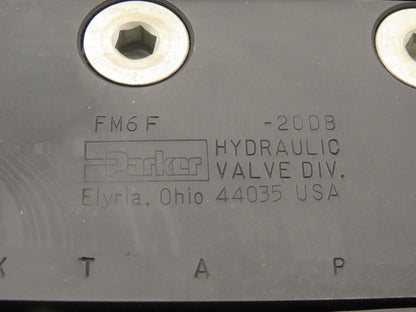 FM6F -20DB
Parker HYDRAULIC
VALVE DIV.
Elyria, Ohio 44035 USA
X T A P